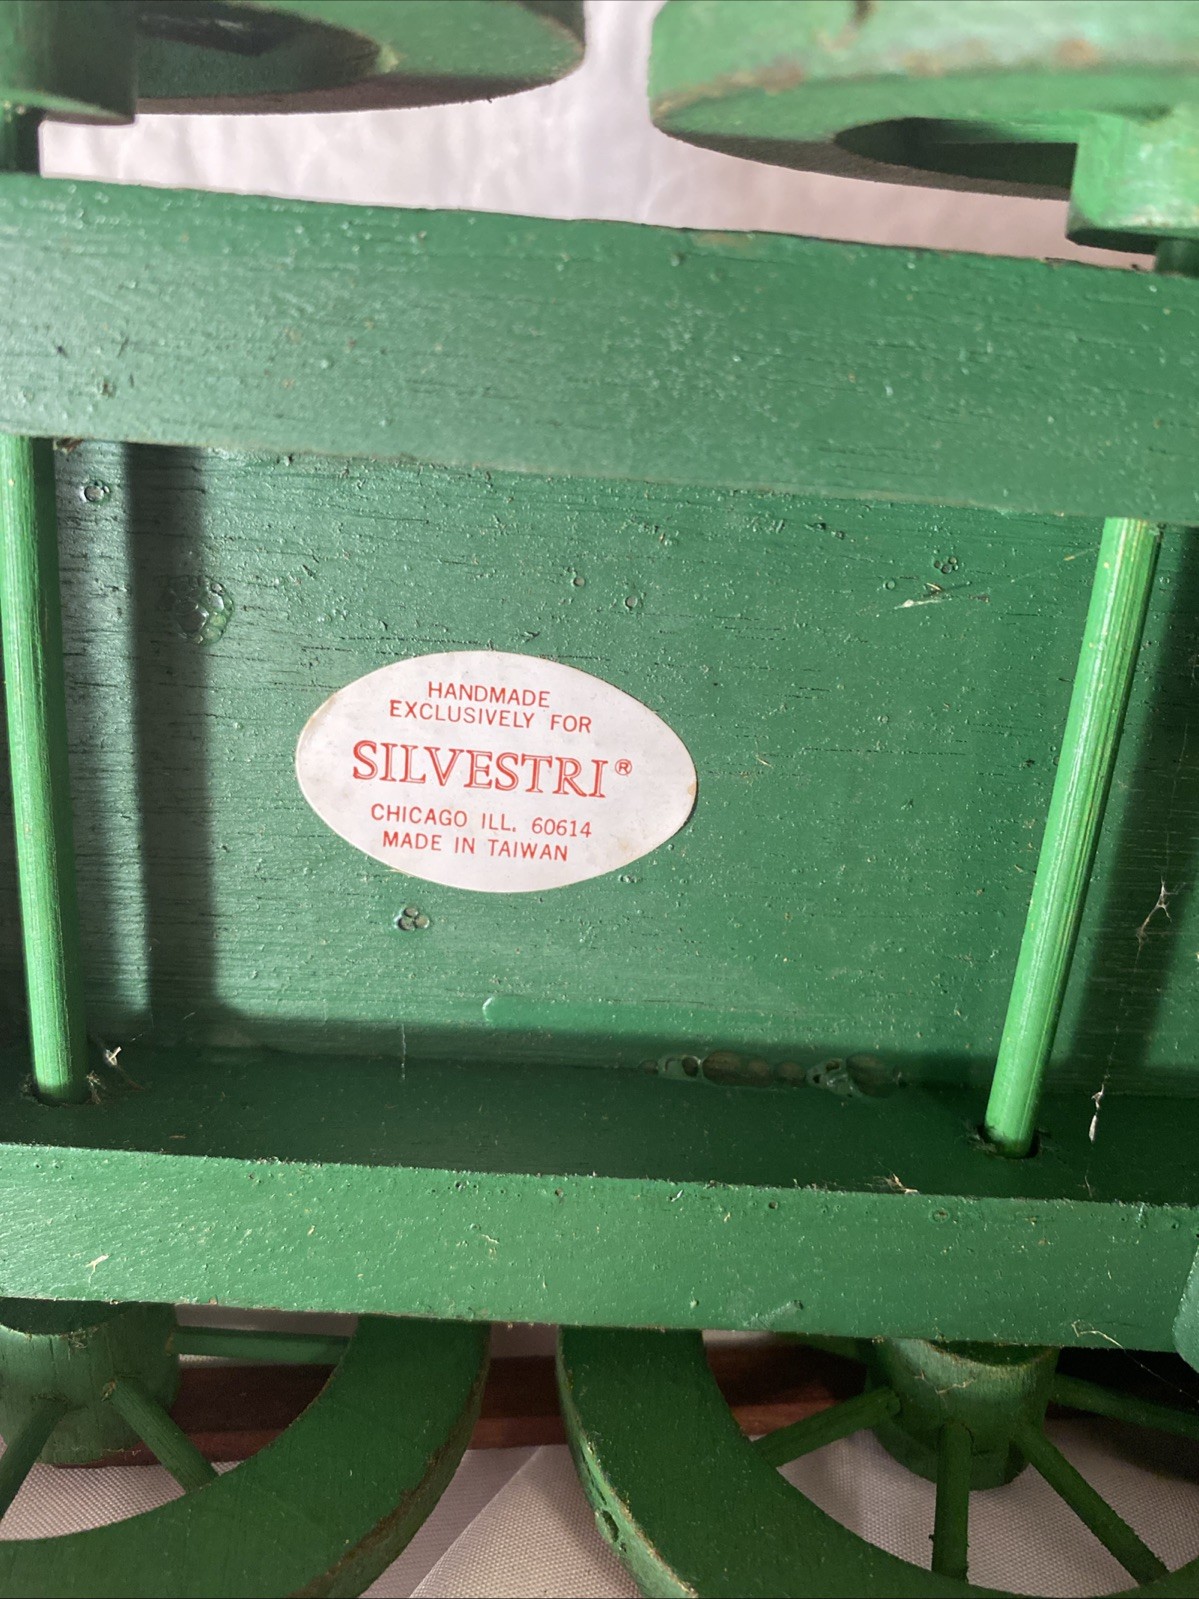 HANDMADE
EXCLUSIVELY FOR
SILVESTRI®
CHICAGO ILL. 60614
MADE IN TAIWAN